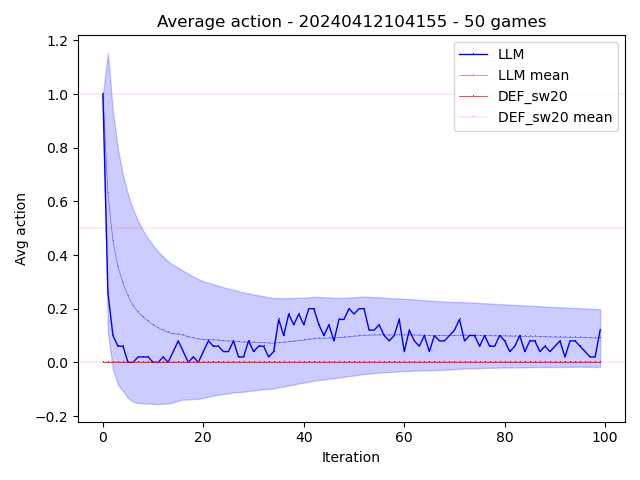 Average action - 20240412104155 - 50 games
LLM
LLM mean
DEF_sw20
DEF_sw20 mean
Avg action
1.2
1.0
0.8
0.6
0.4
0.2
0.0
−0.2
0
20
40
60
80
100
Iteration